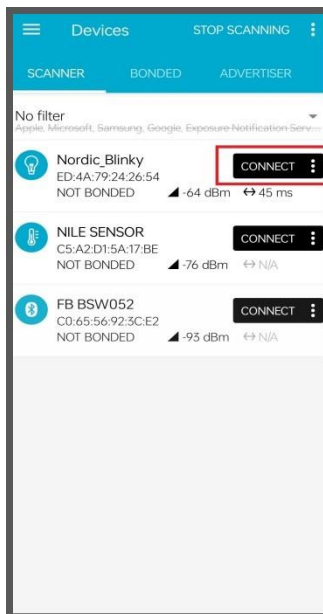 Devices STOP SCANNING
SCANNER BONDED ADVERTISER
No filter
Apple, Microsoft, Samsung, Google, Exposure Notification Serv...
Nordic_Blinky CONNECT
ED:4A:79:24:26:54
NOT BONDED -64 dBm 45 ms
NILE SENSOR CONNECT
C5:A2:D1:5A:17:BE
NOT BONDED -76 dBm N/A
FB BSW052 CONNECT
C0:65:56:92:3C:E2
NOT BONDED -93 dBm N/A